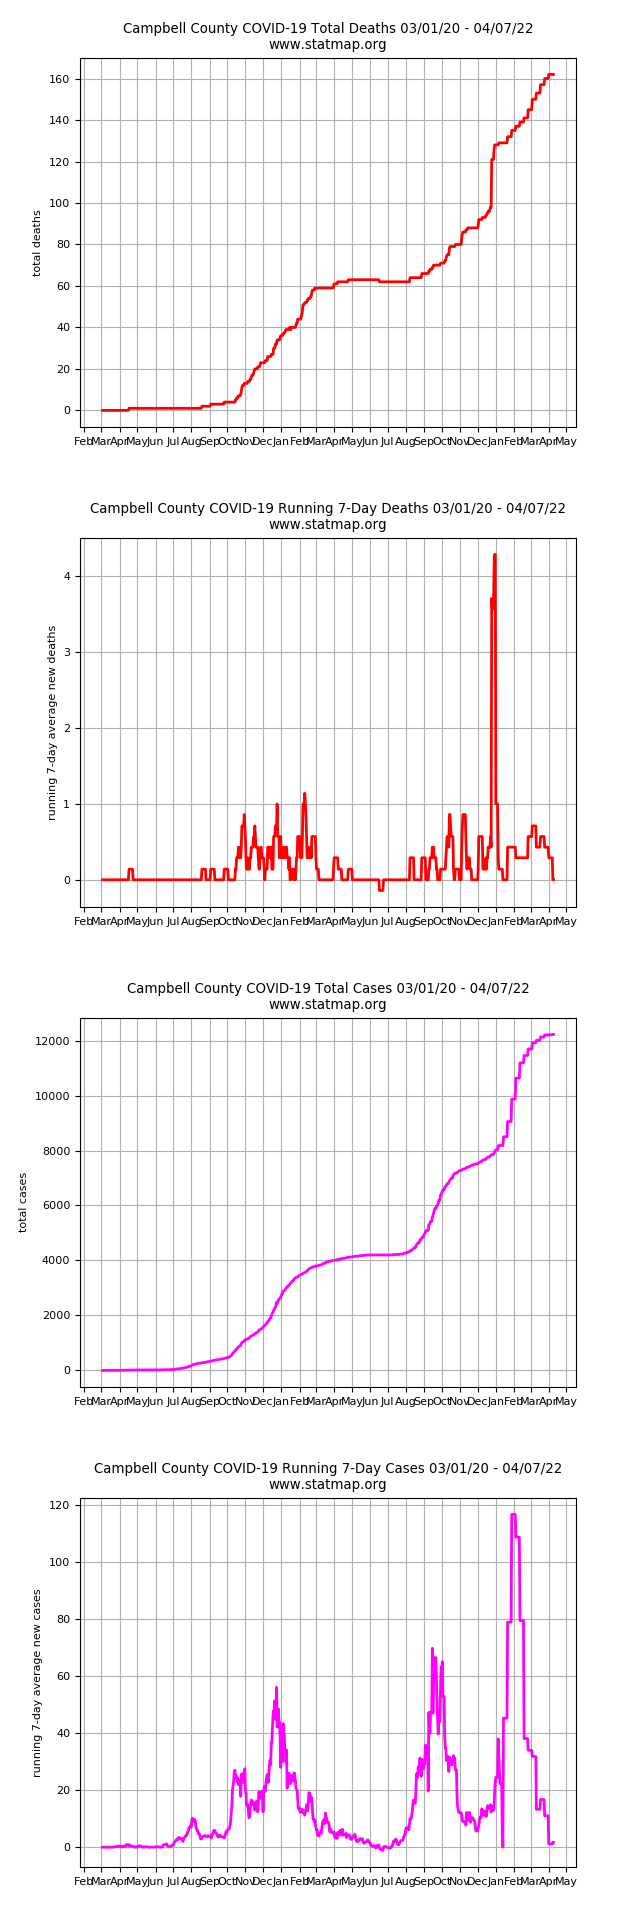 Campbell County COVID-19 Total Deaths 03/01/20 - 04/07/22
www.statmap.org
160
140
120
100
80
60
40
20
0
total deaths
Feb Mar Apr May Jun Jul Aug Sep Oct Nov Dec Jan Feb Mar Apr May Jun Jul Aug Sep Oct Nov Dec Jan Feb Mar Apr May
Campbell County COVID-19 Running 7-Day Deaths 03/01/20 - 04/07/22
www.statmap.org
4
3
2
1
0
running 7-day average new deaths
Feb Mar Apr May Jun Jul Aug Sep Oct Nov Dec Jan Feb Mar Apr May Jun Jul Aug Sep Oct Nov Dec Jan Feb Mar Apr May
Campbell County COVID-19 Total Cases 03/01/20 - 04/07/22
www.statmap.org
12000
10000
8000
6000
4000
2000
0
total cases
Feb Mar Apr May Jun Jul Aug Sep Oct Nov Dec Jan Feb Mar Apr May Jun Jul Aug Sep Oct Nov Dec Jan Feb Mar Apr May
Campbell County COVID-19 Running 7-Day Cases 03/01/20 - 04/07/22
www.statmap.org
120
100
80
60
40
20
0
running 7-day average new cases
Feb Mar Apr May Jun Jul Aug Sep Oct Nov Dec Jan Feb Mar Apr May Jun Jul Aug Sep Oct Nov Dec Jan Feb Mar Apr May